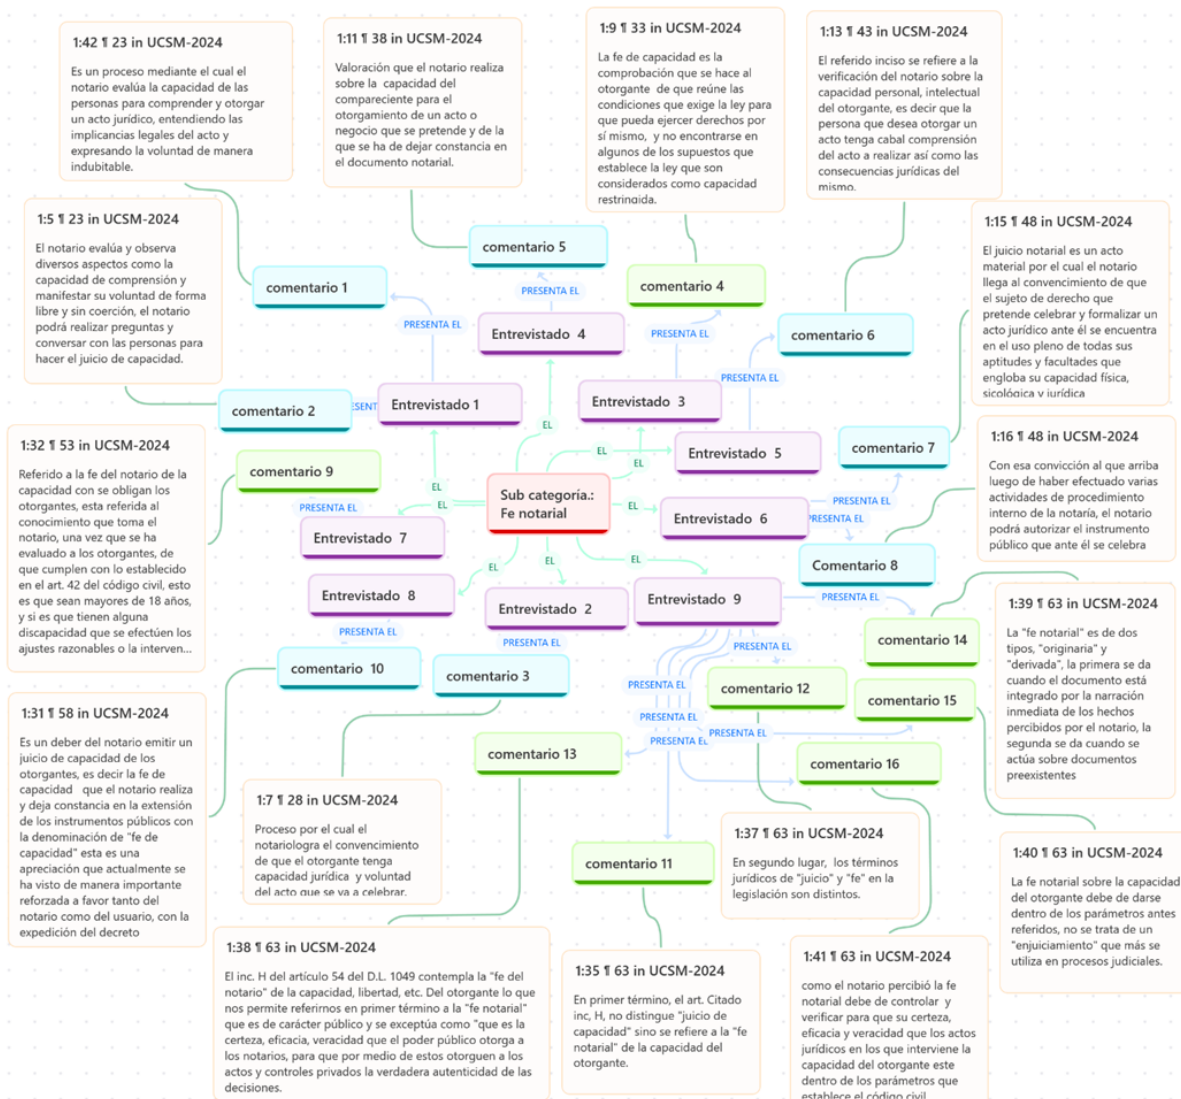 1:42 ¶ 23 in UCSM-2024
Es un proceso mediante el cual el
notario evalúa la capacidad de las
personas para comprender y otorgar
un acto jurídico, entendiendo las
implicancias legales del acto y
expresando la voluntad de manera
indubitable.
1:11 ¶ 38 in UCSM-2024
Valoración que el notario realiza
sobre la capacidad del
compareciente para el
otorgamiento de un acto o
negocio que se pretende y de la
que se ha de dejar constancia en
el documento notarial.
1:9 ¶ 33 in UCSM-2024
La fe de capacidad es la
comprobación que se hace al
otorgante de que reúne las
condiciones que exige la ley para
que pueda ejercer derechos por
sí mismo, y no encontrarse en
algunos de los supuestos que
establece la ley que son
considerados como capacidad
restringida.
1:13 ¶ 43 in UCSM-2024
El referido inciso se refiere a la
verificación del notario sobre la
capacidad personal, intelectual
del otorgante, es decir que la
persona que desea otorgar un
acto tenga cabal comprensión
del acto a realizar así como las
consecuencias jurídicas del
mismo.
1:5 ¶ 23 in UCSM-2024
El notario evalúa y observa
diversos aspectos como la
capacidad de comprensión y
manifestar su voluntad de forma
libre y sin coerción, el notario
podrá realizar preguntas y
conversar con las personas para
hacer el juicio de capacidad.
1:15 ¶ 48 in UCSM-2024
El juicio notarial es un acto
material por el cual el notario
llega al convencimiento de que
el sujeto de derecho que
pretende celebrar y formalizar un
acto jurídico ante él se encuentra
en el uso pleno de todas sus
aptitudes y facultades que
engloba su capacidad física,
sicológica y jurídica
comentario 5
comentario 1
comentario 4
PRESENTA EL
PRESENTA EL
Entrevistado 4
PRESENTA EL
comentario 6
PRESENTA EL
comentario 2
ESENT
Entrevistado 1
Entrevistado 3
EL
Entrevistado 5
comentario 7
1:32 ¶ 53 in UCSM-2024
Referido a la fe del notario de la
capacidad con se obligan los
otorgantes, esta referida al
conocimiento que toma el
notario, una vez que se ha
evaluado a los otorgantes, de
que cumplen con lo establecido
en el art. 42 del código civil, esto
es que sean mayores de 18 años,
y si es que tienen alguna
discapacidad que se efectúen los
ajustes razonables o la interven...
1:16 ¶ 48 in UCSM-2024
Con esa convicción al que arriba
luego de haber efectuado varias
actividades de procedimiento
interno de la notaría, el notario
podrá autorizar el instrumento
público que ante él se celebra
comentario 9
EL
EL
EL
EL
PRESENTA EL
Sub categoría.:
Fe notarial
EL
Entrevistado 6
PRESENTA EL
PRESENTA EL
Entrevistado 7
EL
EL
EL
Comentario 8
Entrevistado 8
Entrevistado 2
Entrevistado 9
PRESENTA EL
PRESENTA EL
PRESENTA EL
PRESENTA EL
comentario 14
1:39 ¶ 63 in UCSM-2024
La "fe notarial" es de dos
tipos, "originaria" y
"derivada", la primera se da
cuando el documento está
integrado por la narración
inmediata de los hechos
percibidos por el notario, la
segunda se da cuando se
actúa sobre documentos
preexistentes
comentario 10
comentario 3
PRESENTA EL
comentario 12
comentario 15
PRESENTA EL
PRESENTA EL
PRESENTA EL
1:31 ¶ 58 in UCSM-2024
Es un deber del notario emitir un
juicio de capacidad de los
otorgantes, es decir la fe de
capacidad que el notario realiza
y deja constancia en la extensión
de los instrumentos públicos con
la denominación de "fe de
capacidad" esta es una
apreciación que actualmente se
ha visto de manera importante
reforzada a favor tanto del
notario como del usuario, con la
expedición del decreto
comentario 13
comentario 16
1:7 ¶ 28 in UCSM-2024
Proceso por el cual el
notariologra el convencimiento
de que el otorgante tenga
capacidad jurídica y voluntad
del acto que se va a celebrar.
comentario 11
1:37 ¶ 63 in UCSM-2024
En segundo lugar, los términos
jurídicos de "juicio" y "fe" en la
legislación son distintos.
1:40 ¶ 63 in UCSM-2024
La fe notarial sobre la capacidad
del otorgante debe de darse
dentro de los parámetros antes
referidos, no se trata de un
"enjuiciamiento" que más se
utiliza en procesos judiciales.
1:38 ¶ 63 in UCSM-2024
El inc. H del artículo 54 del D.L. 1049 contempla la "fe del
notario" de la capacidad, libertad, etc. Del otorgante lo que
nos permite referirnos en primer término a la "fe notarial"
que es de carácter público y se exceptúa como "que es la
certeza, eficacia, veracidad que el poder público otorga a
los notarios, para que por medio de estos otorguen a los
actos y controles privados la verdadera autenticidad de las
decisiones.
1:35 ¶ 63 in UCSM-2024
En primer término, el art. Citado
inc, H, no distingue "juicio de
capacidad" sino se refiere a la "fe
notarial" de la capacidad del
otorgante.
1:41 ¶ 63 in UCSM-2024
como el notario percibió la fe
notarial debe de controlar y
verificar para que su certeza,
eficacia y veracidad que los actos
jurídicos en los que interviene la
capacidad del otorgante este
dentro de los parámetros que
establece el código civil